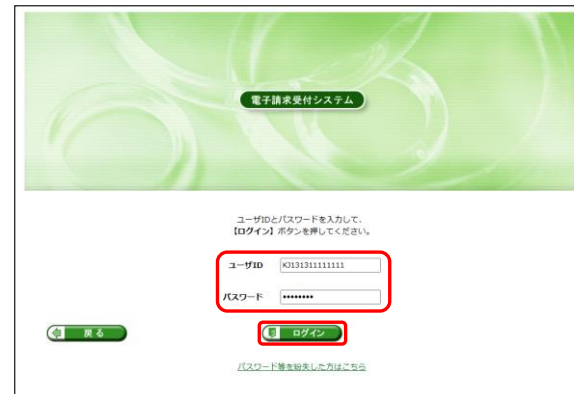 電子請求受付システム
ユーザIDとパスワードを入力して、
【ログイン】ボタンを押してください。
ユーザID KJ131311111111
パスワード ••••••••
戻る ログイン
パスワード等を紛失した方はこちら